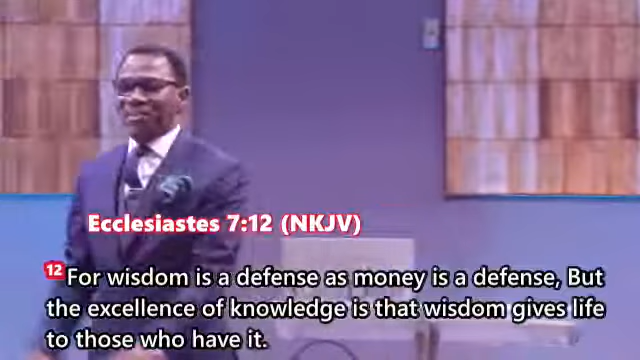 Ecclesiastes 7:12 (NKJV)
12 For wisdom is a defense as money is a defense, But
the excellence of knowledge is that wisdom gives life
to those who have it.